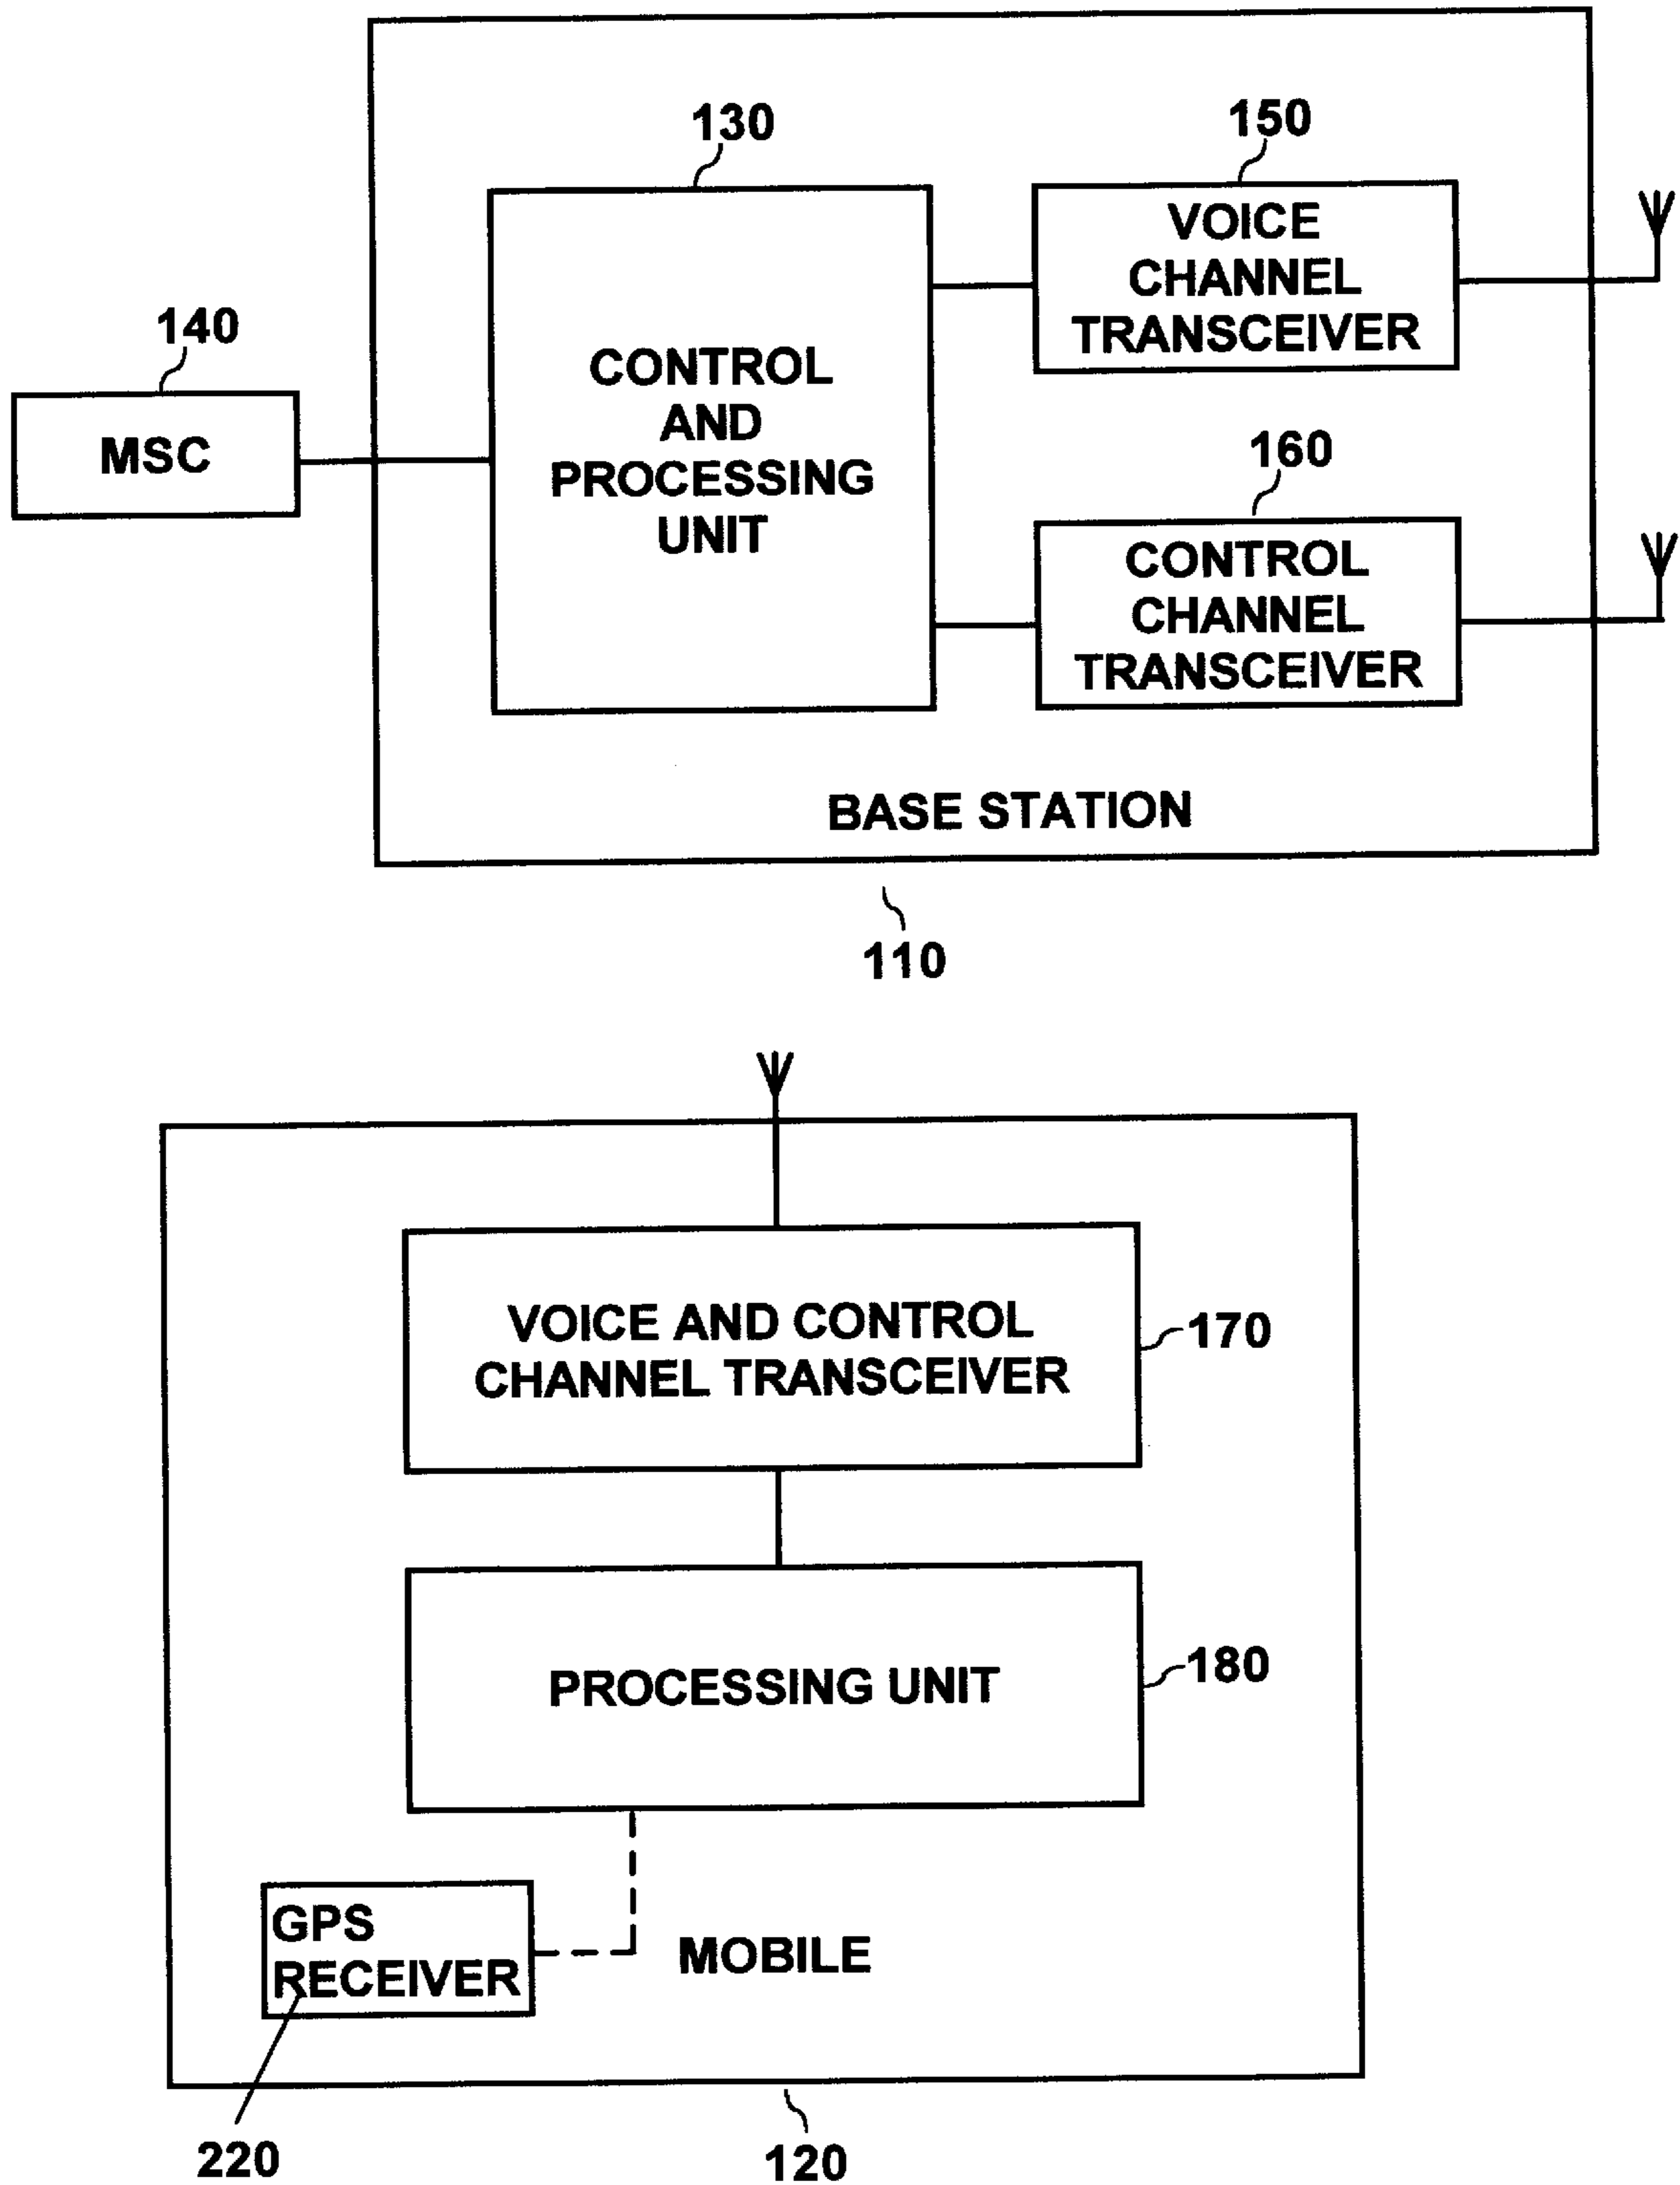 130
150
VOICE
CHANNEL
TRANSCEIVER
140
CONTROL
AND
PROCESSING
UNIT
MSC
160
CONTROL
CHANNEL
TRANSCEIVER
BASE STATION
110
VOICE AND CONTROL
CHANNEL TRANSCEIVER
170
PROCESSING UNIT
180
GPS
RECEIVER
MOBILE
220
120